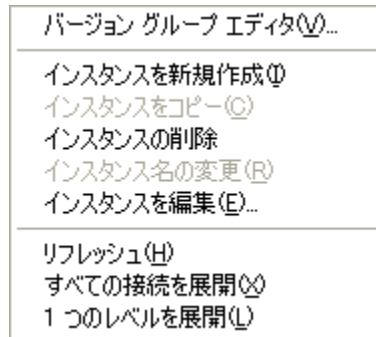 バージョン グループ エディタ(V)...
インスタンスを新規作成(I)
インスタンスをコピー(C)
インスタンスの削除
インスタンス名の変更(R)
インスタンスを編集(E)...
リフレッシュ(H)
すべての接続を展開(X)
1 つのレベルを展開(L)